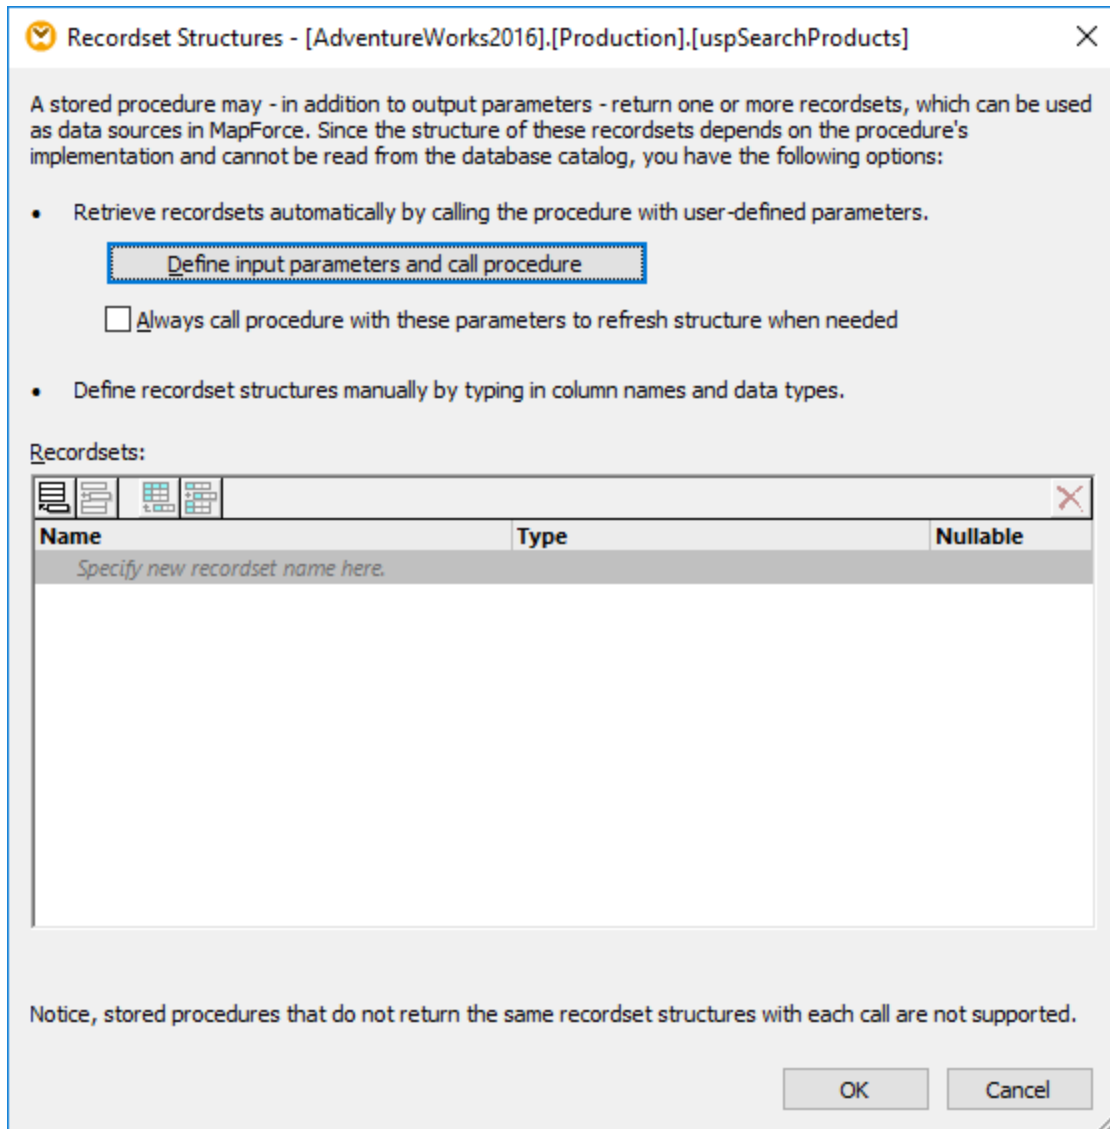 Recordset Structures - [AdventureWorks2016].[Production].[uspSearchProducts]
A stored procedure may - in addition to output parameters - return one or more recordsets, which can be used
as data sources in MapForce. Since the structure of these recordsets depends on the procedure's
implementation and cannot be read from the database catalog, you have the following options:
• Retrieve recordsets automatically by calling the procedure with user-defined parameters.
Define input parameters and call procedure
Always call procedure with these parameters to refresh structure when needed
• Define recordset structures manually by typing in column names and data types.
Recordsets:
Name Type Nullable
Specify new recordset name here.
Notice, stored procedures that do not return the same recordset structures with each call are not supported.
OK Cancel